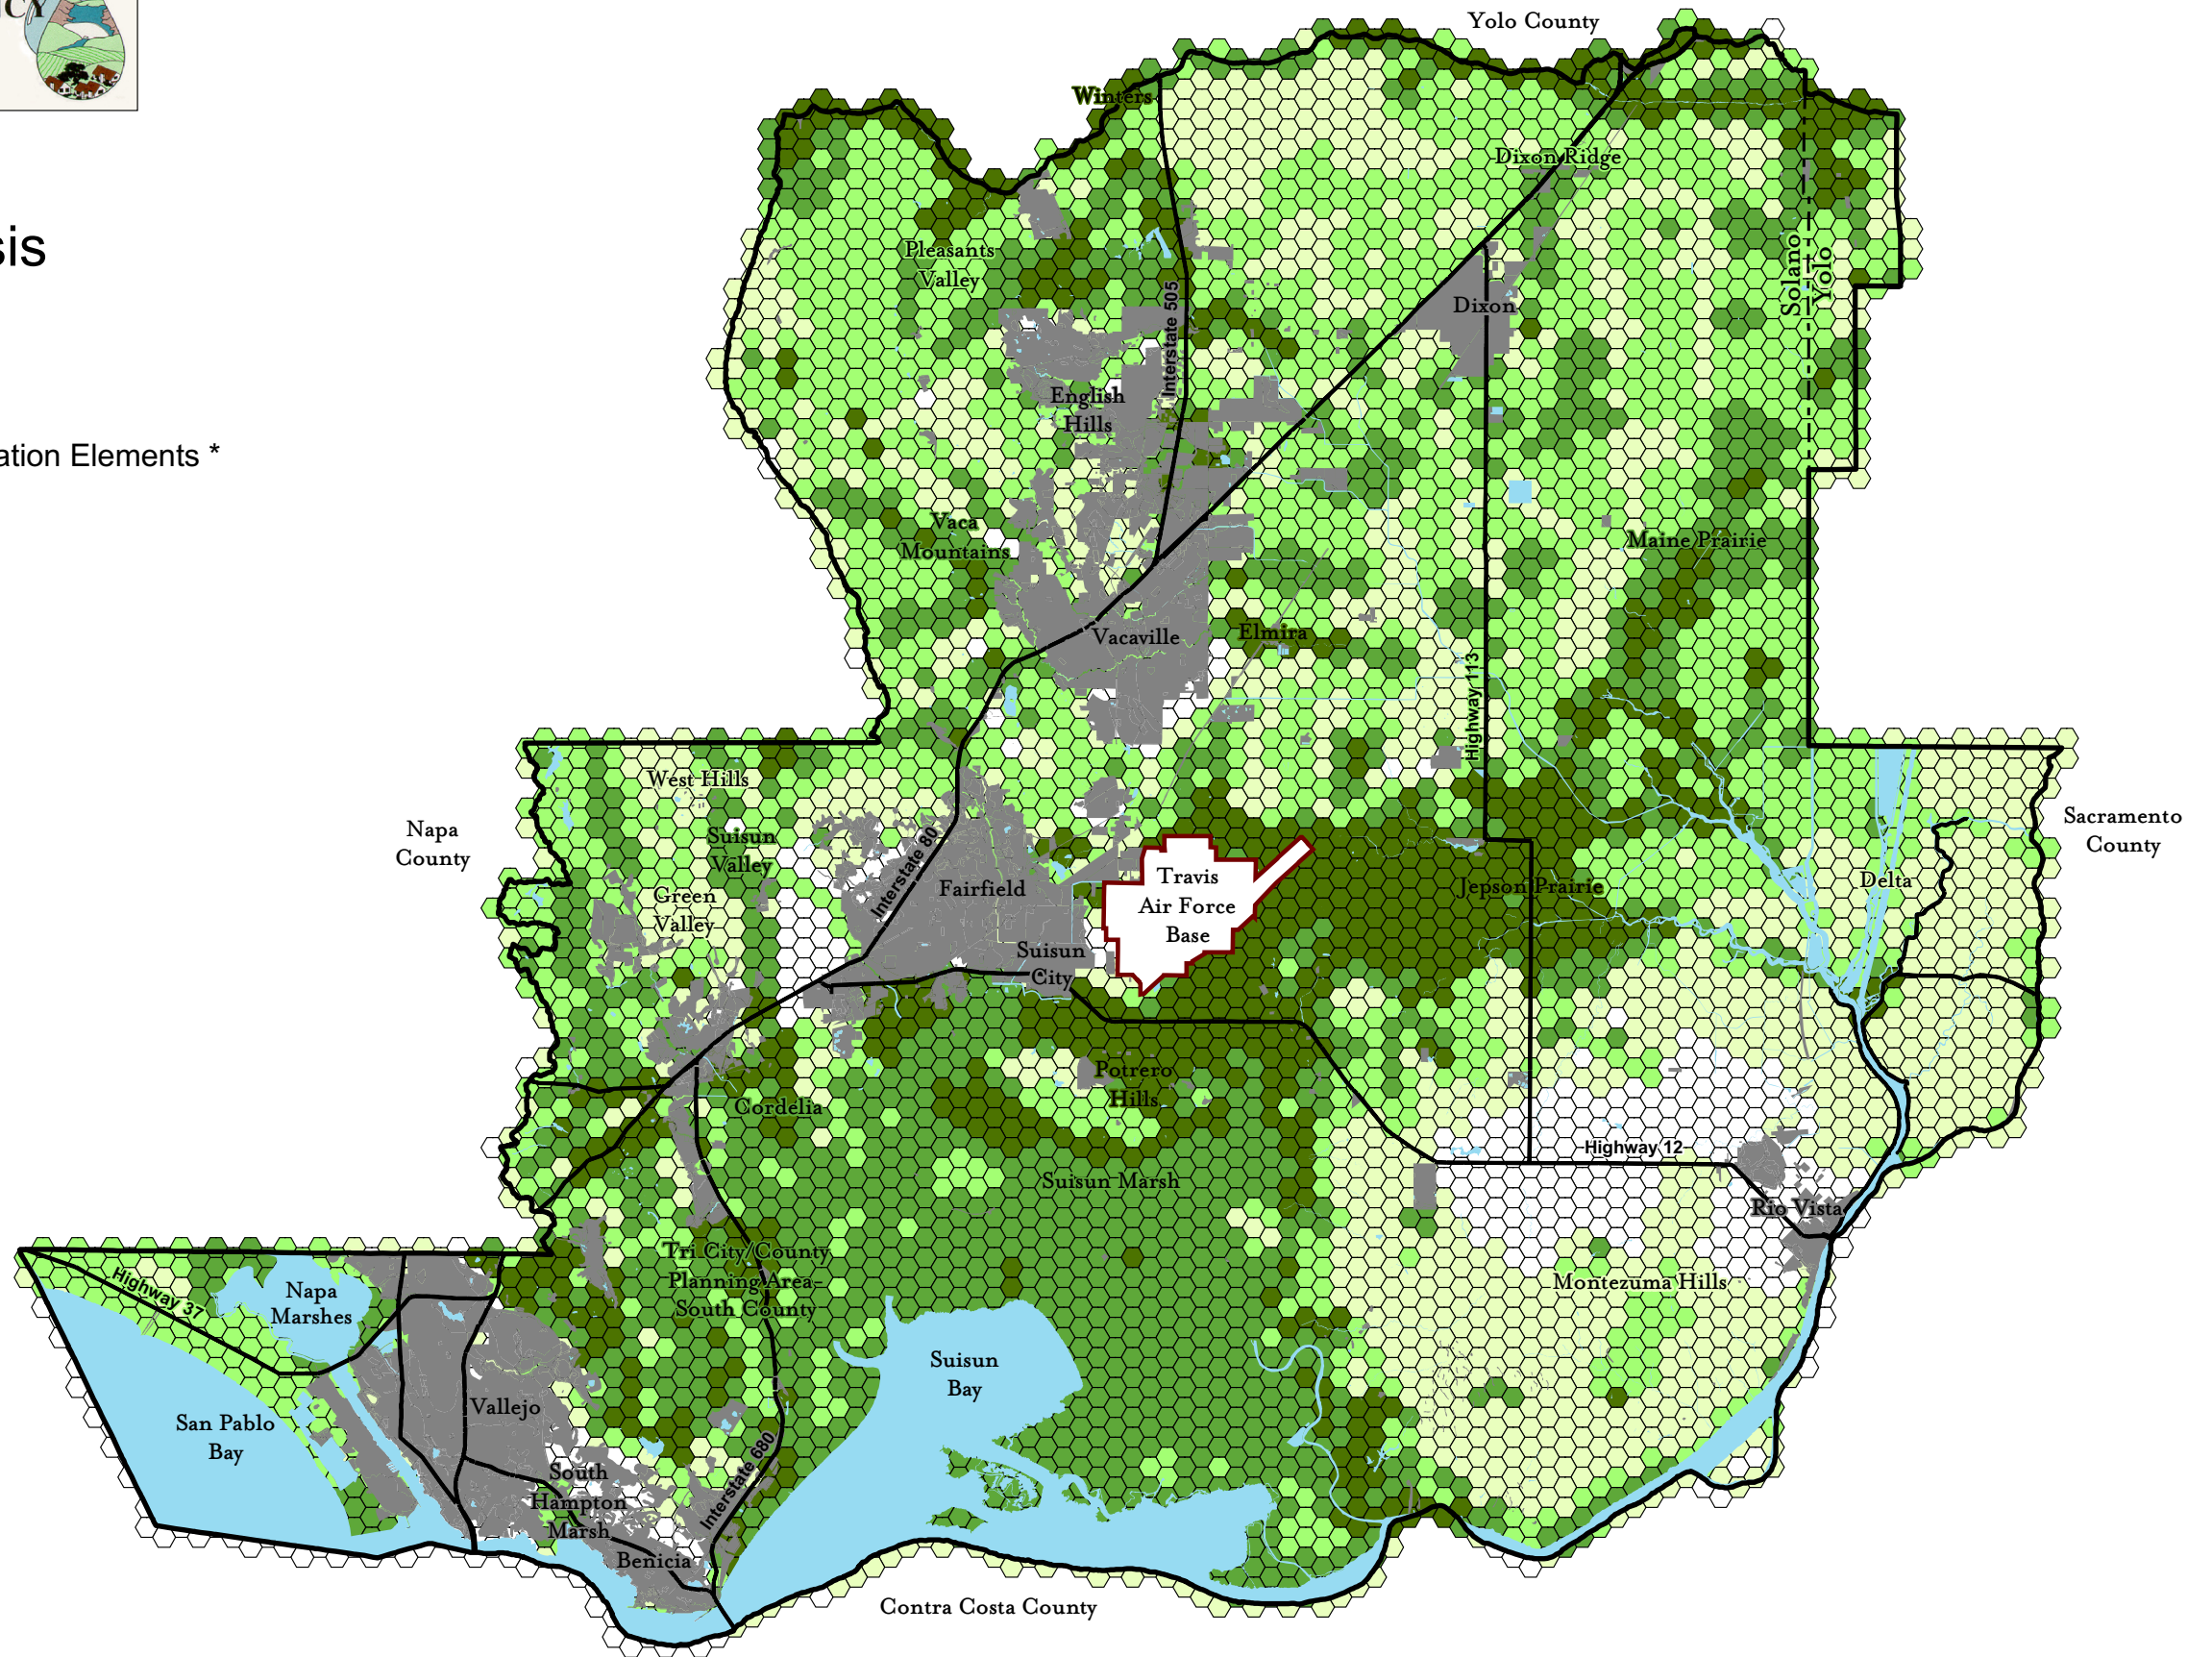 Yolo County
Winters
Dixon Ridge
sis
Pleasants
Valley
Solano
Yolo
Interstate 505
Dixon
English
Hills
ation Elements *
Vaca
Mountains
Maine Prairie
Vacaville
Elmira
Highway 113
West Hills
Napa
County
Suisun
Valley
Interstate 80
Sacramento
County
Green
Valley
Fairfield
Travis
Air Force
Base
Jepson Prairie
Delta
Suisun
City
Potrero
Hills
Cordelia
Highway 12
Suisun Marsh
Rio Vista
Tri City/County
Planning Area-
South County
Highway 37
Napa
Marshes
Montezuma Hills
Suisun
Bay
Vallejo
San Pablo
Bay
Interstate 680
South
Hampton
Marsh
Benicia
Contra Costa County